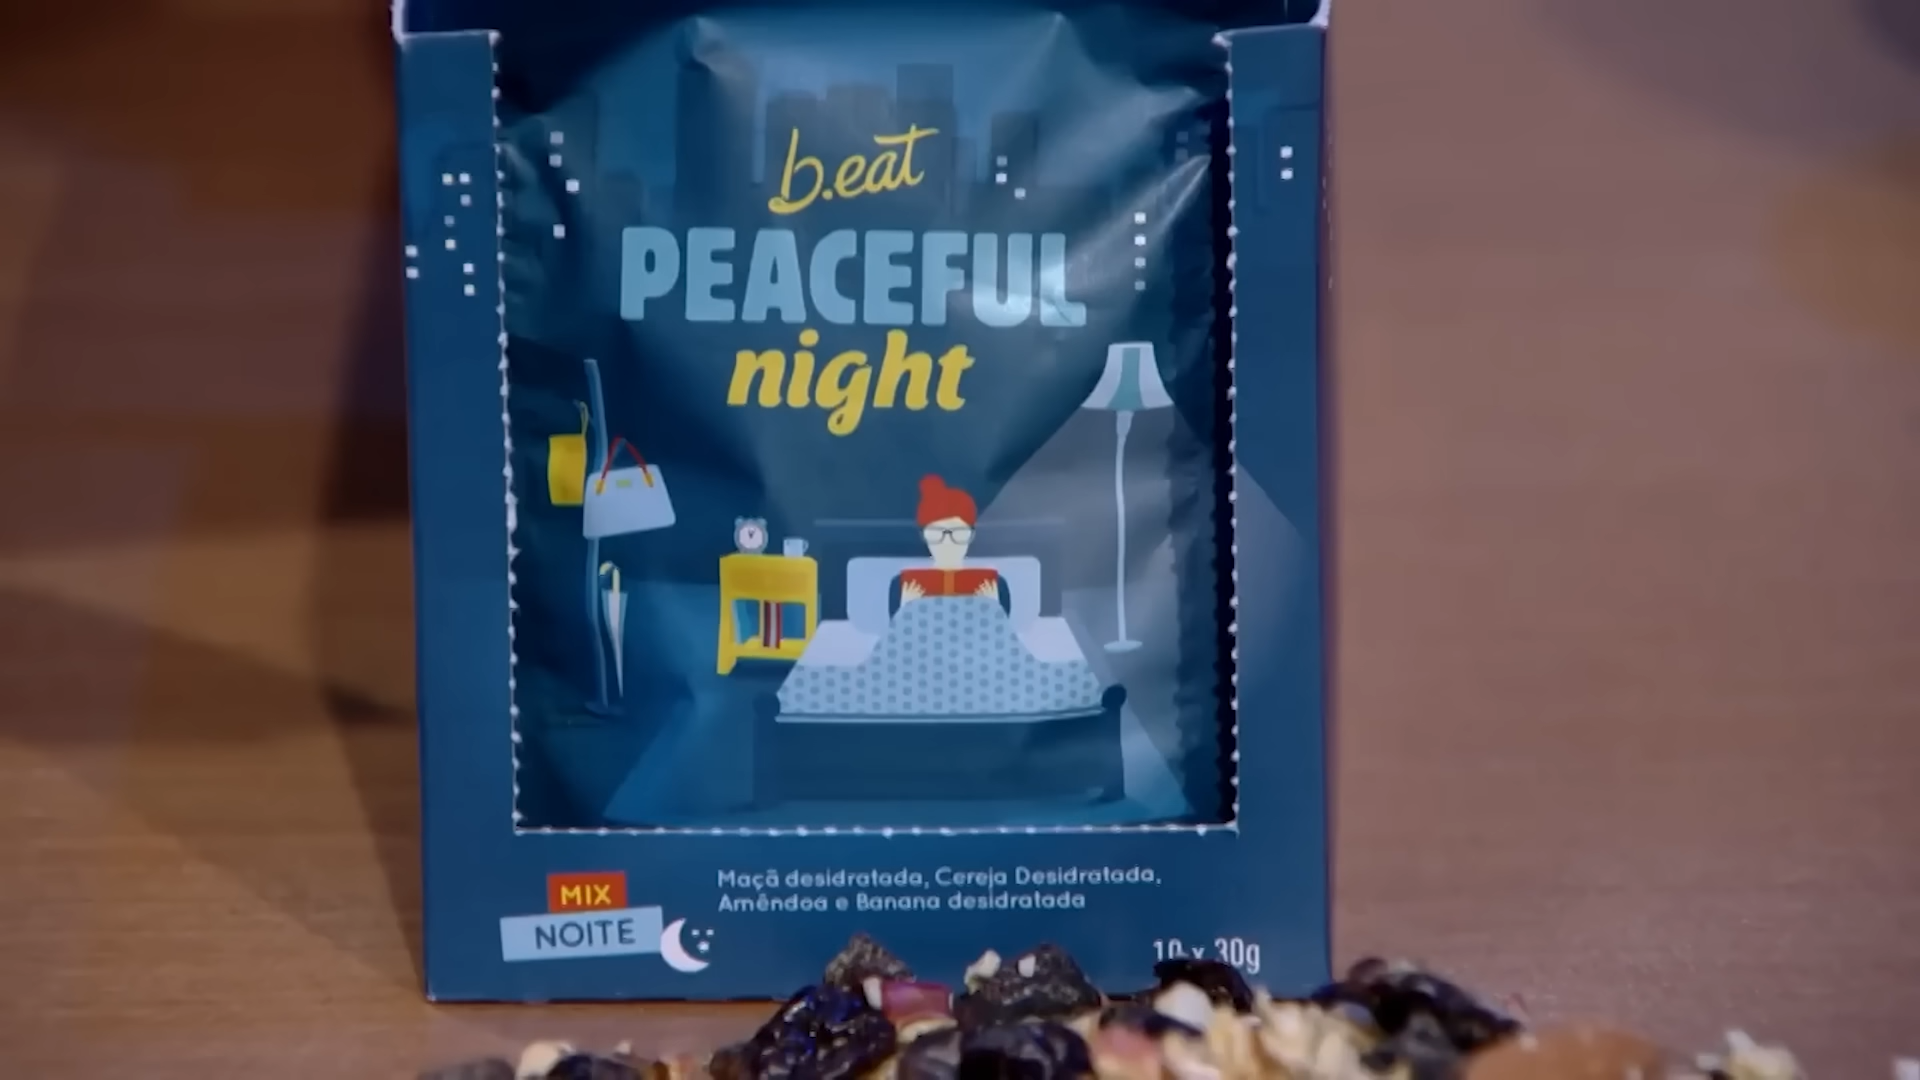 b.eat
PEACEFUL
night
MIX
NOITE
Maçã desidratada, Cereja Desidratada,
Amêndoa e Banana desidratada
10 x 30g